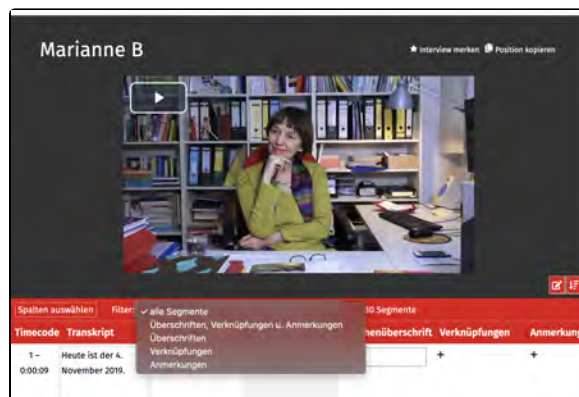 Marianne B
Interview merken Position kopieren
Spalten auswählen Filter: ✓ alle Segmente 30 Segmente
Überschriften, Verknüpfungen u. Anmerkungen
Überschriften
Verknüpfungen
Anmerkungen
Timecode Transkript nenüberschrift Verknüpfungen Anmerkung
1 – Heute ist der 4. + +
0:00:09 November 2019.